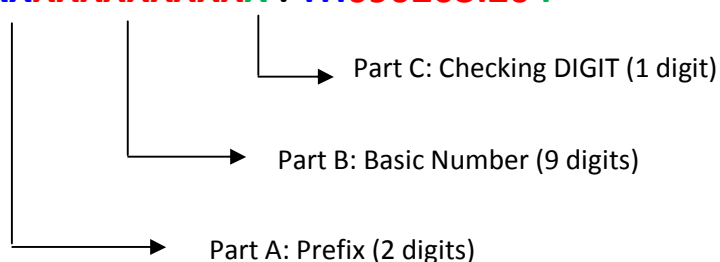 Part C: Checking DIGIT (1 digit)
Part B: Basic Number (9 digits)
Part A: Prefix (2 digits)